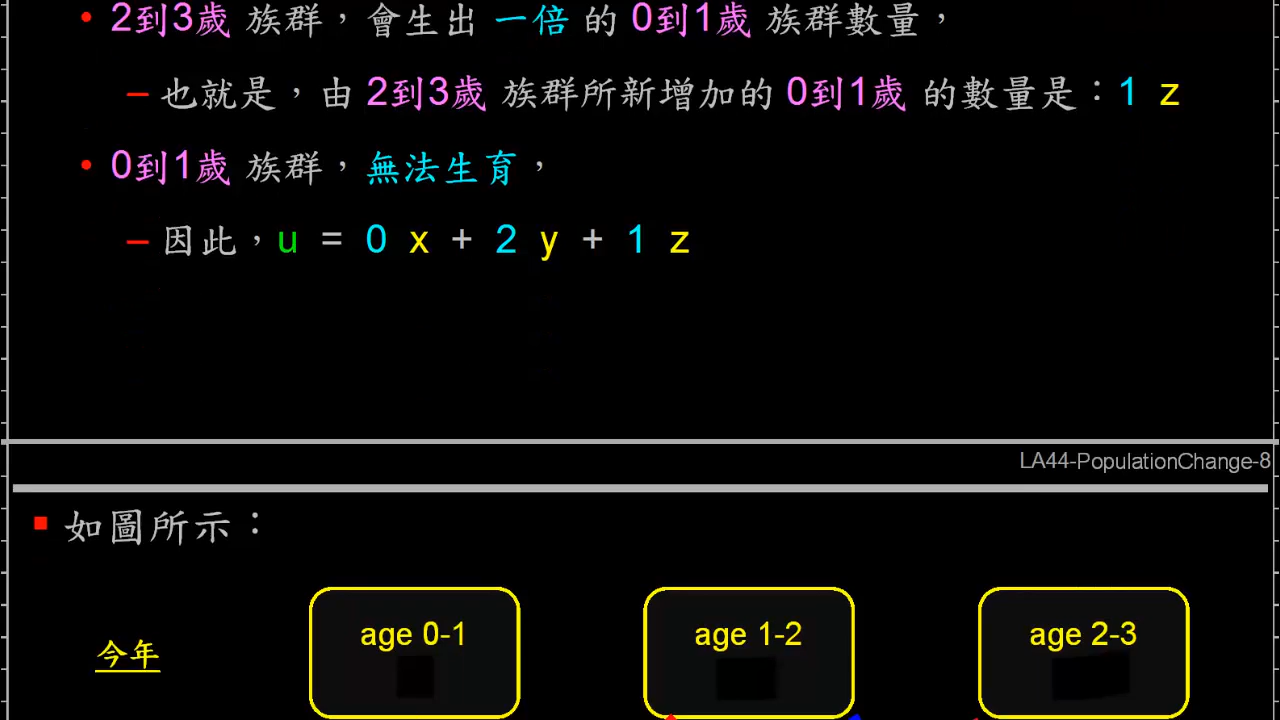 • 2到3歲 族群，會生出 一倍 的 0到1歲 族群數量，
– 也就是，由 2到3歲 族群所新增加的 0到1歲 的數量是：1 z
• 0到1歲 族群，無法生育，
– 因此，u = 0 x + 2 y + 1 z
LA44-PopulationChange-8
▪ 如圖所示：
今年 age 0-1 age 1-2 age 2-3